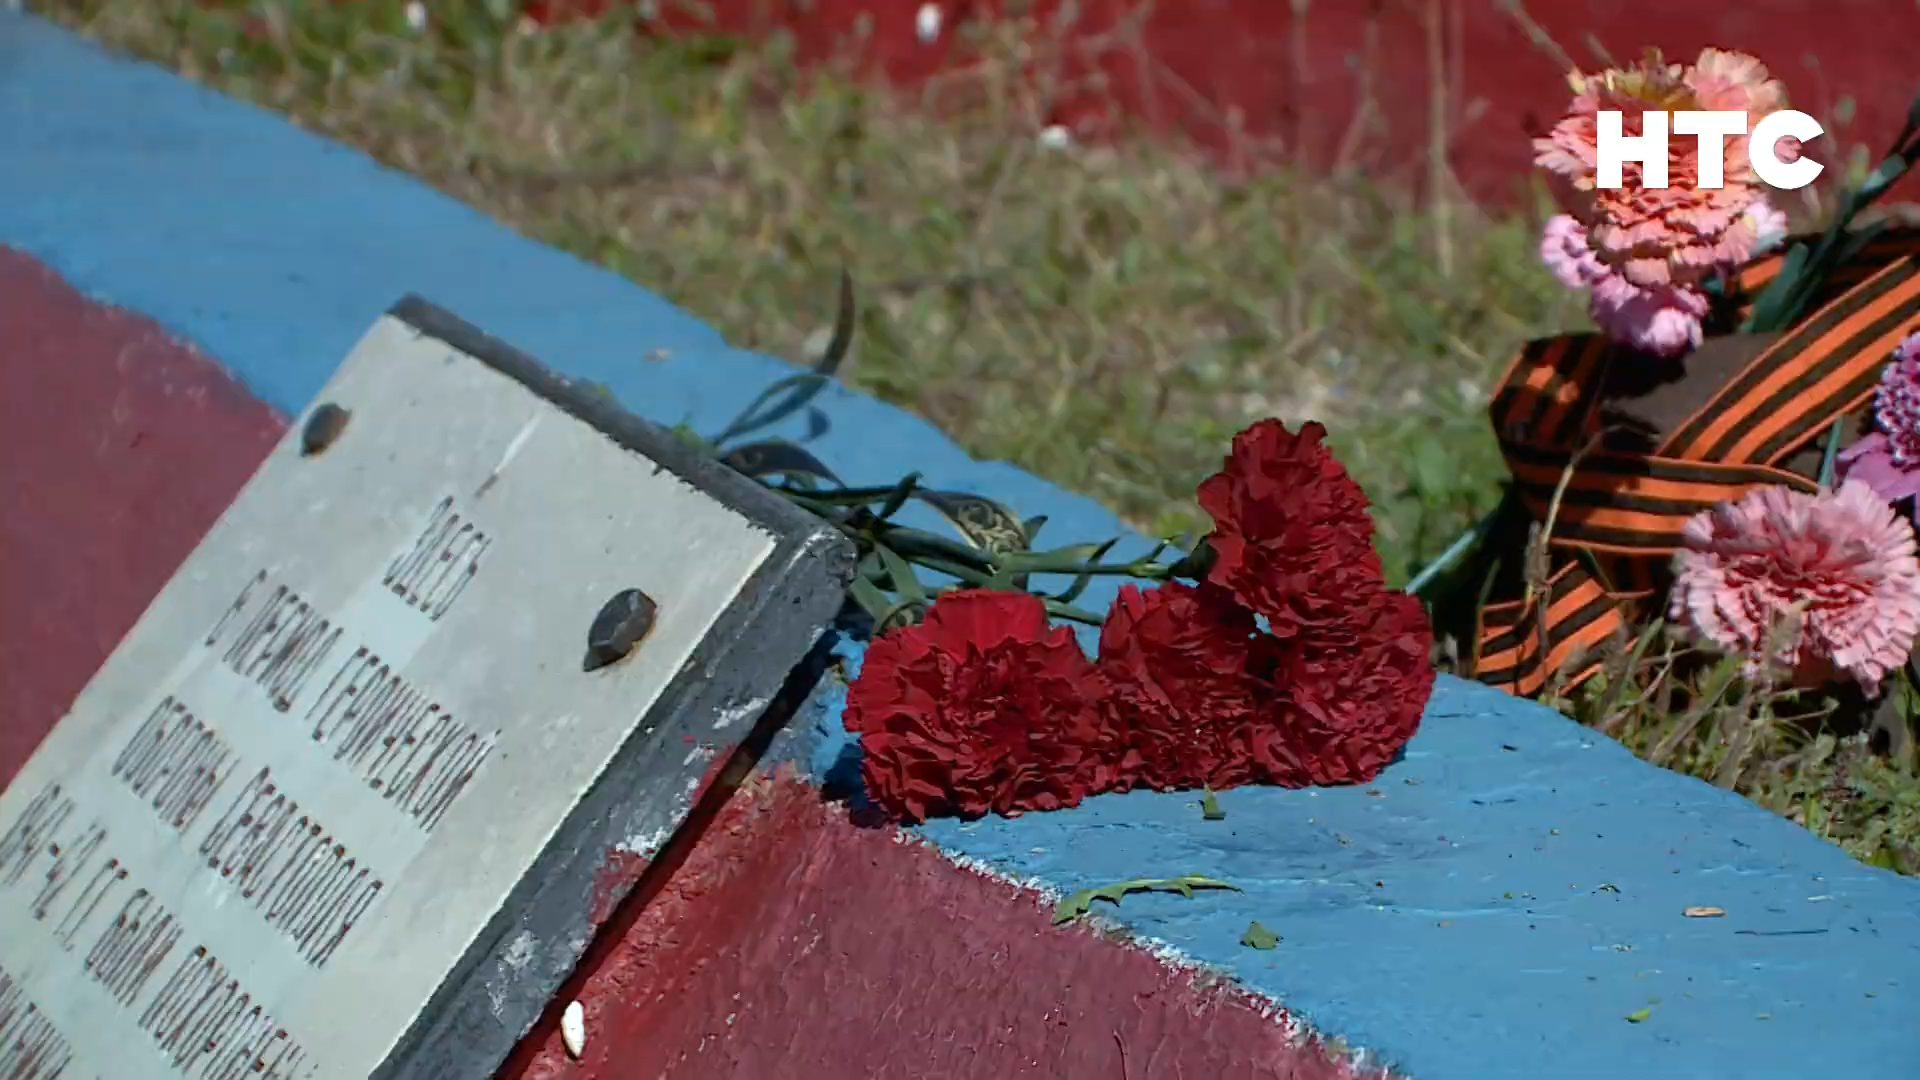 НТС
ЗДЕСЬ
В ПЕРИОД ГЕРОИЧЕСКОЙ
ОБОРОНЫ СЕВАСТОПОЛЯ
1941-42 ГГ. БЫЛИ ПОХОРОНЕНЫ